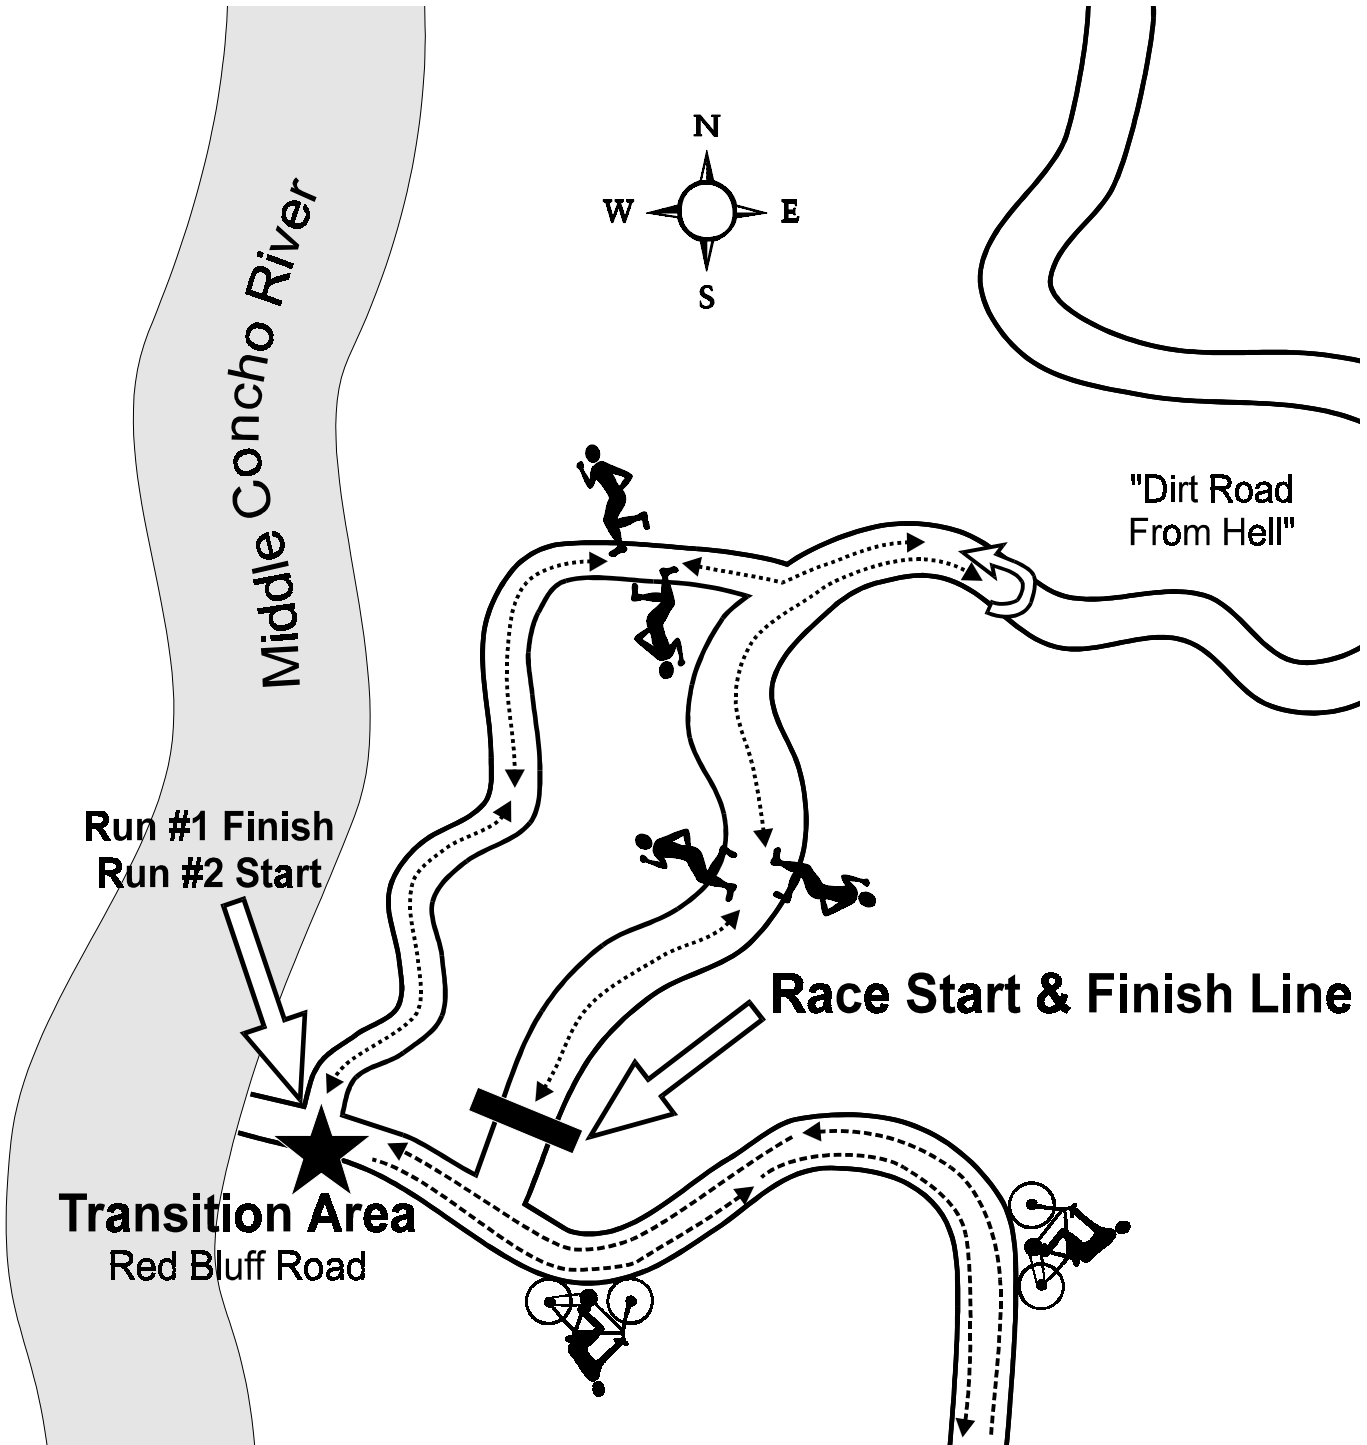 N
W E
S
Middle Concho River
"Dirt Road
From Hell"
Run #1 Finish
Run #2 Start
Race Start & Finish Line
Transition Area
Red Bluff Road